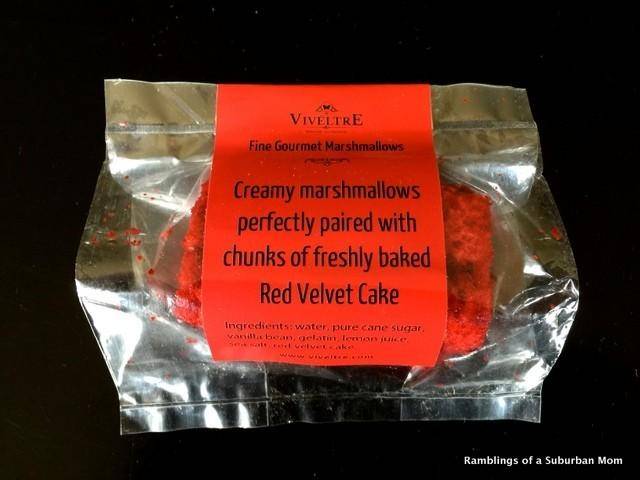 VIVELTRE
Fine Gourmet Marshmallows
Creamy marshmallows
perfectly paired with
chunks of freshly baked
Red Velvet Cake
Ingredients: water, pure cane sugar,
vanilla bean, gelatin, lemon juice,
sea salt, red velvet cake.
www.viveltre.com
Ramblings of a Suburban Mom